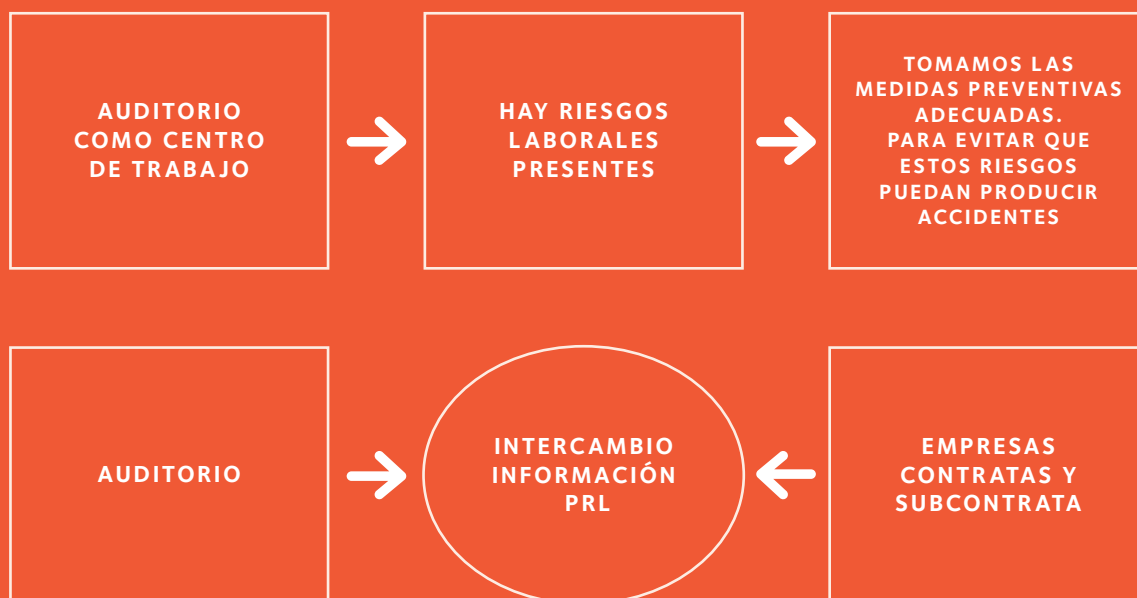 AUDITORIO
COMO CENTRO
DE TRABAJO
HAY RIESGOS
LABORALES
PRESENTES
TOMAMOS LAS
MEDIDAS PREVENTIVAS
ADECUADAS.
PARA EVITAR QUE
ESTOS RIESGOS
PUEDAN PRODUCIR
ACCIDENTES
AUDITORIO
INTERCAMBIO
INFORMACIÓN
PRL
EMPRESAS
CONTRATAS Y
SUBCONTRATA